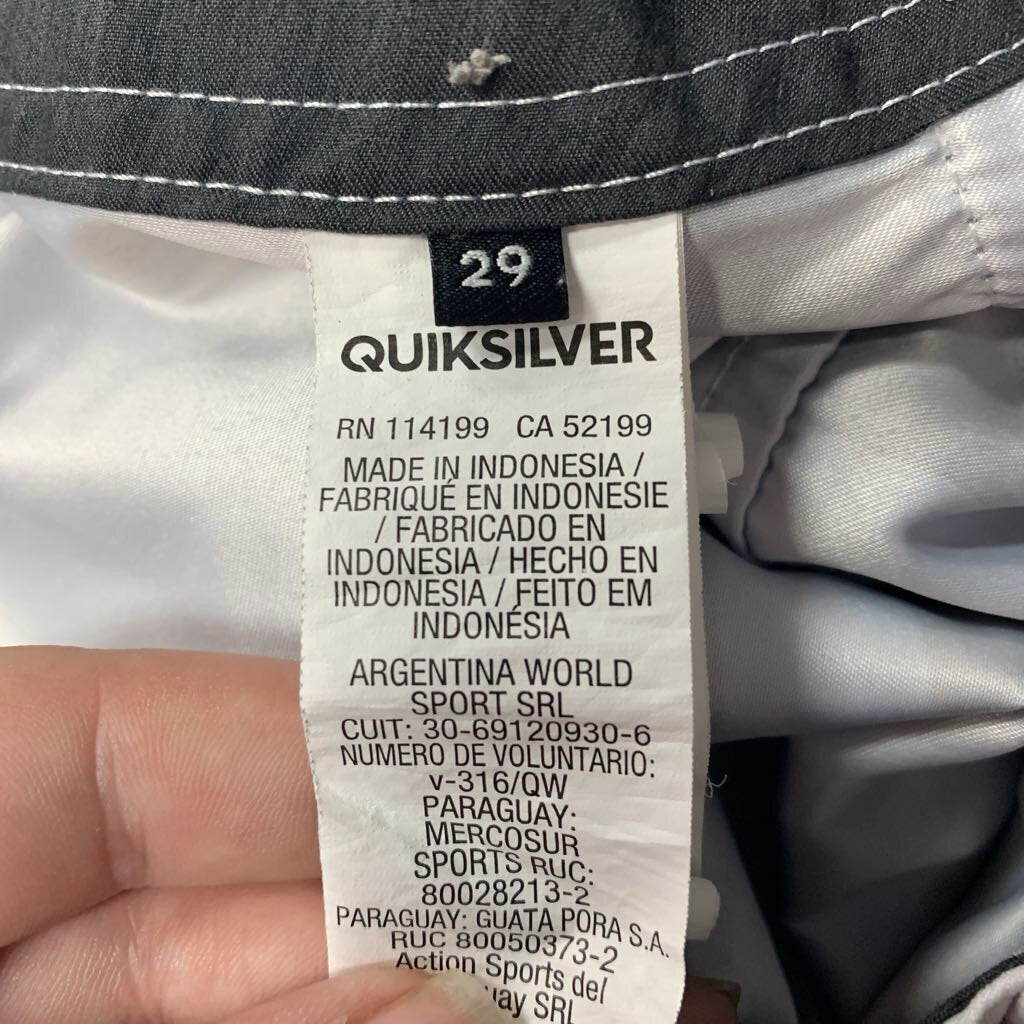 29
QUIKSILVER
RN 114199 CA 52199
MADE IN INDONESIA /
FABRIQUÉ EN INDONESIE
/ FABRICADO EN
INDONESIA / HECHO EN
INDONESIA / FEITO EM
INDONÉSIA
ARGENTINA WORLD
SPORT SRL
CUIT: 30-69120930-6
NUMERO DE VOLUNTARIO:
v-316/QW
PARAGUAY:
MERCOSUR
SPORTS RUC:
80028213-2
PARAGUAY: GUATA PORA S.A.
RUC 80050373-2
Action Sports del
SRL